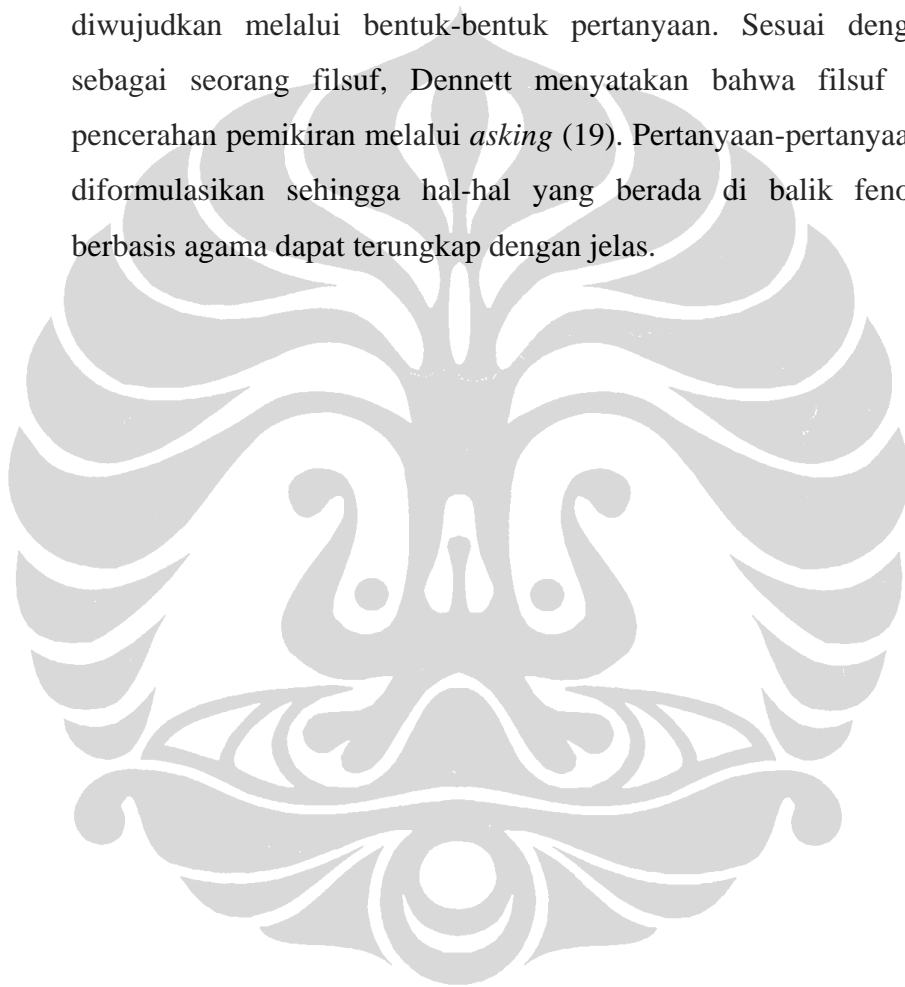 diwujudkan melalui bentuk-bentuk pertanyaan. Sesuai deng
sebagai seorang filsuf, Dennett menyatakan bahwa filsuf
pencerahan pemikiran melalui asking (19). Pertanyaan-pertanyaa
diformulasikan sehingga hal-hal yang berada di balik feno
berbasis agama dapat terungkap dengan jelas.